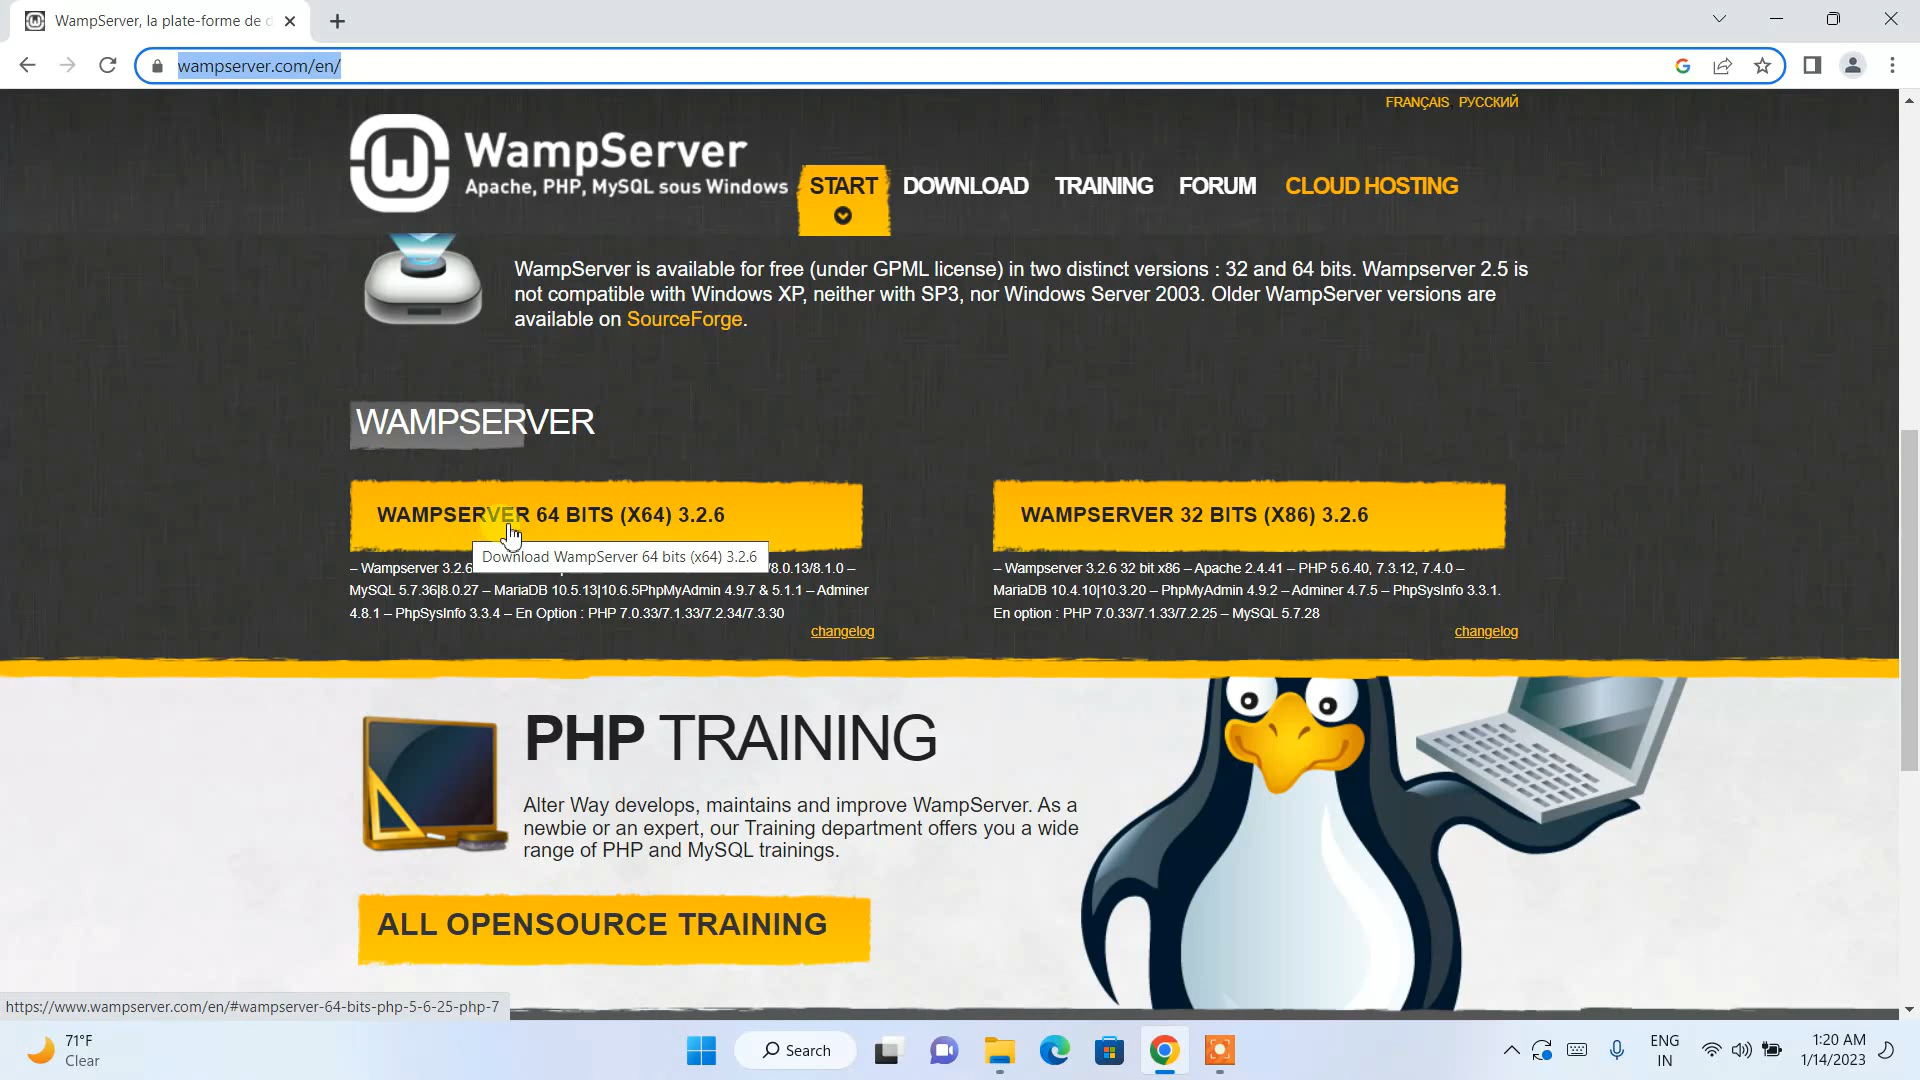 WampServer, la plate-forme de d
wampserver.com/en/
FRANÇAIS РУССКИЙ
WampServer
Apache, PHP, MySQL sous Windows
START DOWNLOAD TRAINING FORUM CLOUD HOSTING
WampServer is available for free (under GPML license) in two distinct versions : 32 and 64 bits. Wampserver 2.5 is
not compatible with Windows XP, neither with SP3, nor Windows Server 2003. Older WampServer versions are
available on SourceForge.
WAMPSERVER
WAMPSERVER 64 BITS (X64) 3.2.6
Download WampServer 64 bits (x64) 3.2.6
– Wampserver 3.2.6 /8.0.13/8.1.0 –
MySQL 5.7.36|8.0.27 – MariaDB 10.5.13|10.6.5PhpMyAdmin 4.9.7 & 5.1.1 – Adminer
4.8.1 – PhpSysInfo 3.3.4 – En Option : PHP 7.0.33/7.1.33/7.2.34/7.3.30
changelog
WAMPSERVER 32 BITS (X86) 3.2.6
– Wampserver 3.2.6 32 bit x86 – Apache 2.4.41 – PHP 5.6.40, 7.3.12, 7.4.0 –
MariaDB 10.4.10|10.3.20 – PhpMyAdmin 4.9.2 – Adminer 4.7.5 – PhpSysInfo 3.3.1.
En option : PHP 7.0.33/7.1.33/7.2.25 – MySQL 5.7.28
changelog
PHP TRAINING
Alter Way develops, maintains and improve WampServer. As a
newbie or an expert, our Training department offers you a wide
range of PHP and MySQL trainings.
ALL OPENSOURCE TRAINING
https://www.wampserver.com/en/#wampserver-64-bits-php-5-6-25-php-7
71°F
Clear
Search
ENG
IN
1:20 AM
1/14/2023